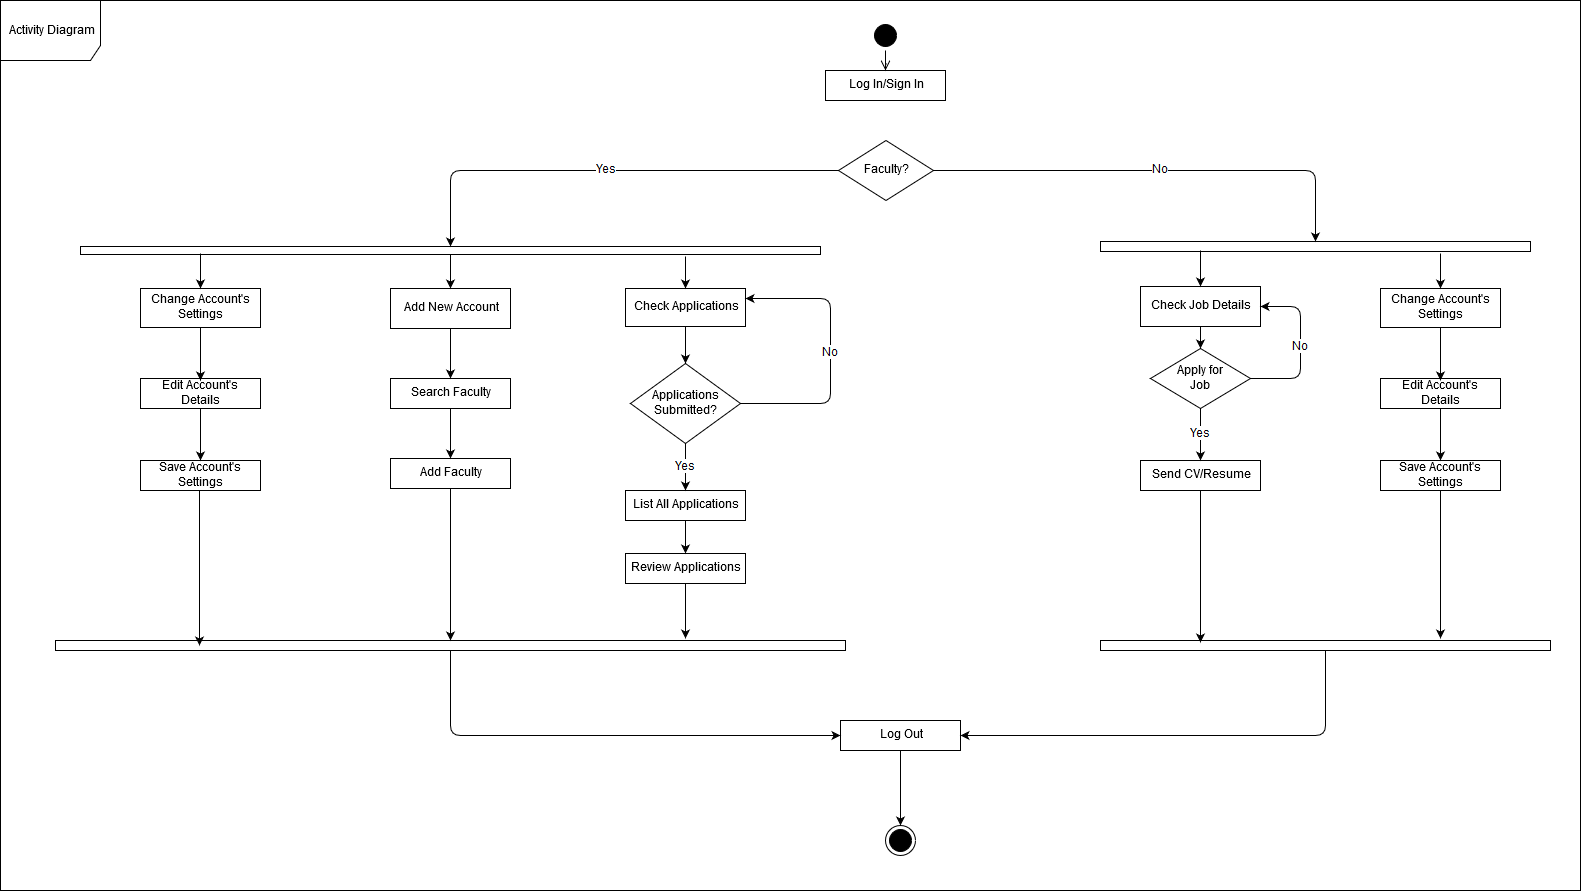 Activity Diagram
Log In/Sign In
Faculty?
Yes
No
Change Account's
Settings
Add New Account
Check Applications
Check Job Details
Change Account's
Settings
No
No
Edit Account's
Details
Search Faculty
Applications
Submitted?
Apply for
Job
Edit Account's
Details
Yes
Save Account's
Settings
Add Faculty
Yes
Send CV/Resume
Save Account's
Settings
List All Applications
Review Applications
Log Out